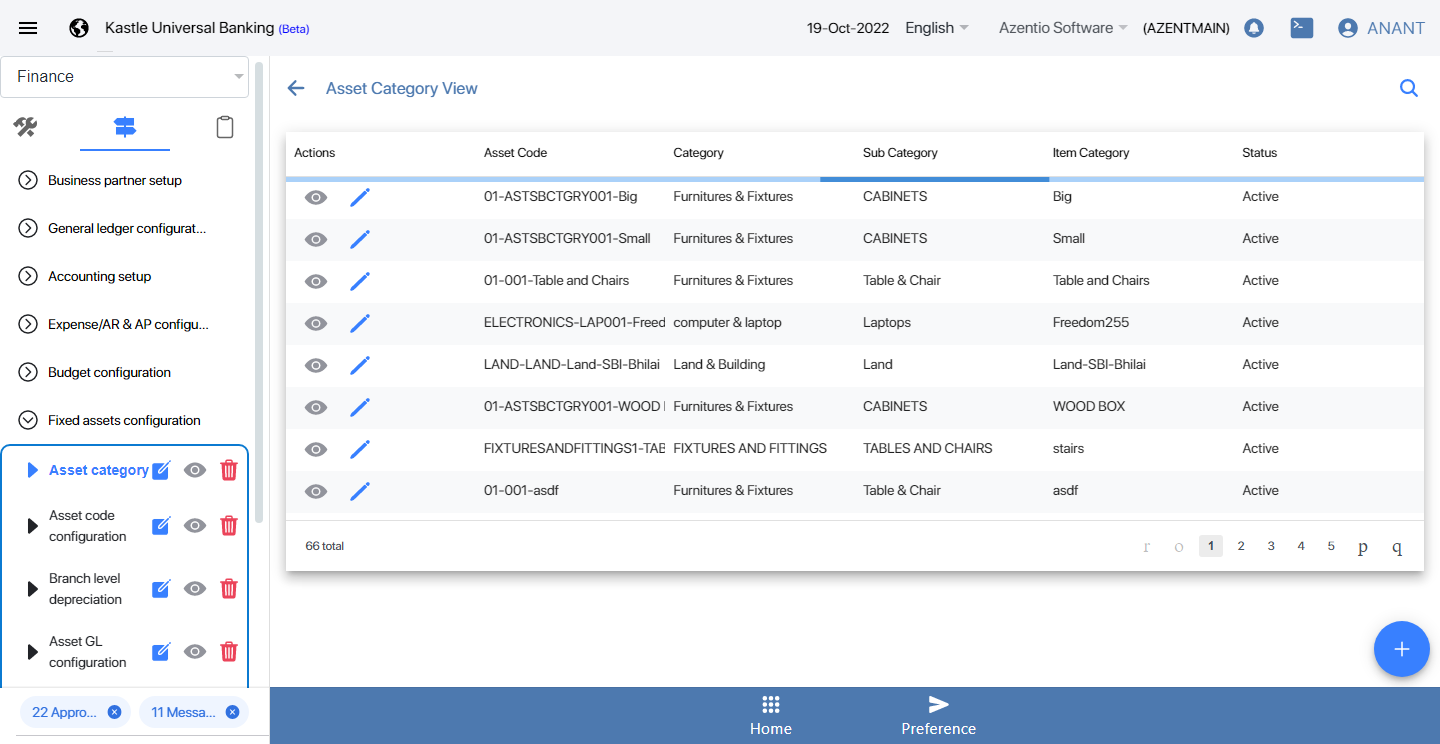 Kastle Universal Banking (Beta) 19-Oct-2022 English Azentio Software (AZENTMAIN) ANANT
Finance
Asset Category View
Business partner setup
General ledger configurat...
Accounting setup
Expense/AR & AP configu...
Budget configuration
Fixed assets configuration
Asset category
Asset code
configuration
Branch level
depreciation
Asset GL
configuration
22 Appro...
11 Messa...
Actions Asset Code Category Sub Category Item Category Status
01-ASTSBCTGRY001-Big Furnitures & Fixtures CABINETS Big Active
01-ASTSBCTGRY001-Small Furnitures & Fixtures CABINETS Small Active
01-001-Table and Chairs Furnitures & Fixtures Table & Chair Table and Chairs Active
ELECTRONICS-LAP001-Freed computer & laptop Laptops Freedom255 Active
LAND-LAND-Land-SBI-Bhilai Land & Building Land Land-SBI-Bhilai Active
01-ASTSBCTGRY001-WOOD Furnitures & Fixtures CABINETS WOOD BOX Active
FIXTURESANDFITTINGS1-TAB FIXTURES AND FITTINGS TABLES AND CHAIRS stairs Active
01-001-asdf Furnitures & Fixtures Table & Chair asdf Active
66 total r o 1 2 3 4 5 p q
Home Preference